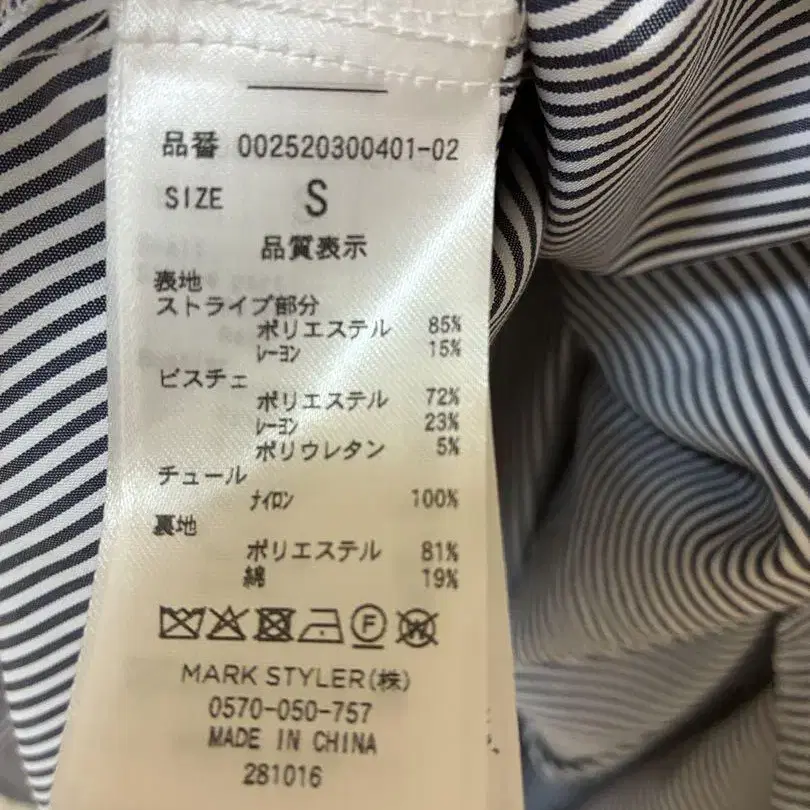 品番 002520300401-02
SIZE S
品質表示
表地
ストライプ部分
ポリエステル 85%
レーヨン 15%
ビスチェ
ポリエステル 72%
レーヨン 23%
ポリウレタン 5%
チュール
ナイロン 100%
裏地
ポリエステル 81%
綿 19%
F W
MARK STYLER(株)
0570-050-757
MADE IN CHINA
281016